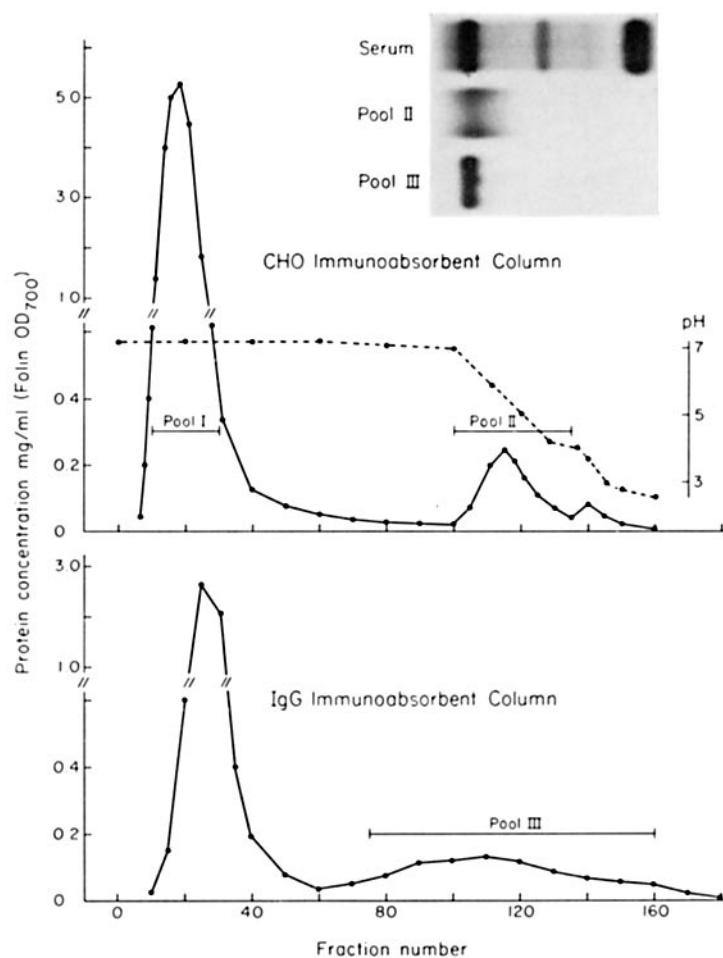 Serum
Pool II
Pool III
50
30
10
CHO Immunoabsorbent Column
Protein concentration mg/ml (Folin OD700)
pH
7
5
3
Pool I
Pool II
0.4
0.2
0
3.0
1.0
IgG Immunoabsorbent Column
0.4
0.2
0
Pool III
0 40 80 120 160
Fraction number